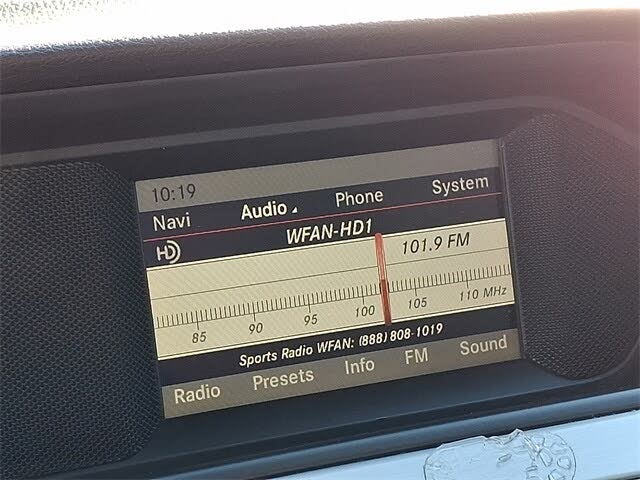 10:19
Navi Audio Phone System
HD WFAN-HD1
101.9 FM
85 90 95 100 105 110 MHz
Sports Radio WFAN: (888) 808-1019
Radio Presets Info FM Sound